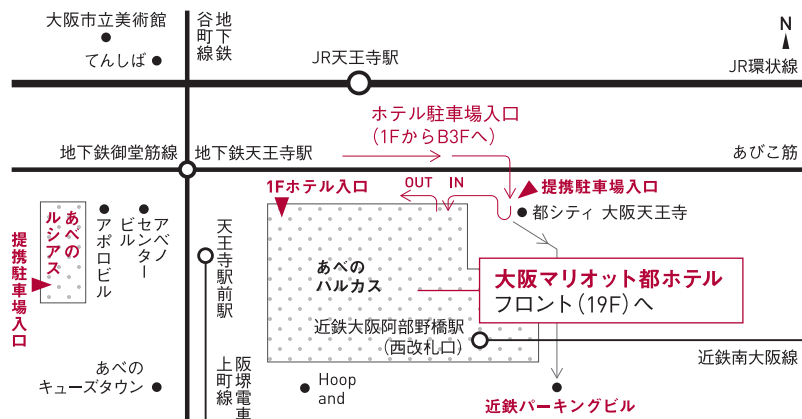 大阪市立美術館
てんしば
地下鉄
谷町線
JR天王寺駅
N
JR環状線
ホテル駐車場入口
(1FからB3Fへ)
地下鉄御堂筋線
地下鉄天王寺駅
あびこ筋
1Fホテル入口
OUT
IN
提携駐車場入口
都シティ 大阪天王寺
あべの
ルシアス
提携駐車場入口
アポロビル
アベノ
センター
ビル
天王寺駅前駅
あべの
ハルカス
大阪マリオット都ホテル
フロント(19F)へ
近鉄大阪阿部野橋駅
(西改札口)
近鉄南大阪線
あべの
キューズタウン
阪堺電車
上町線
Hoop
and
近鉄パーキングビル